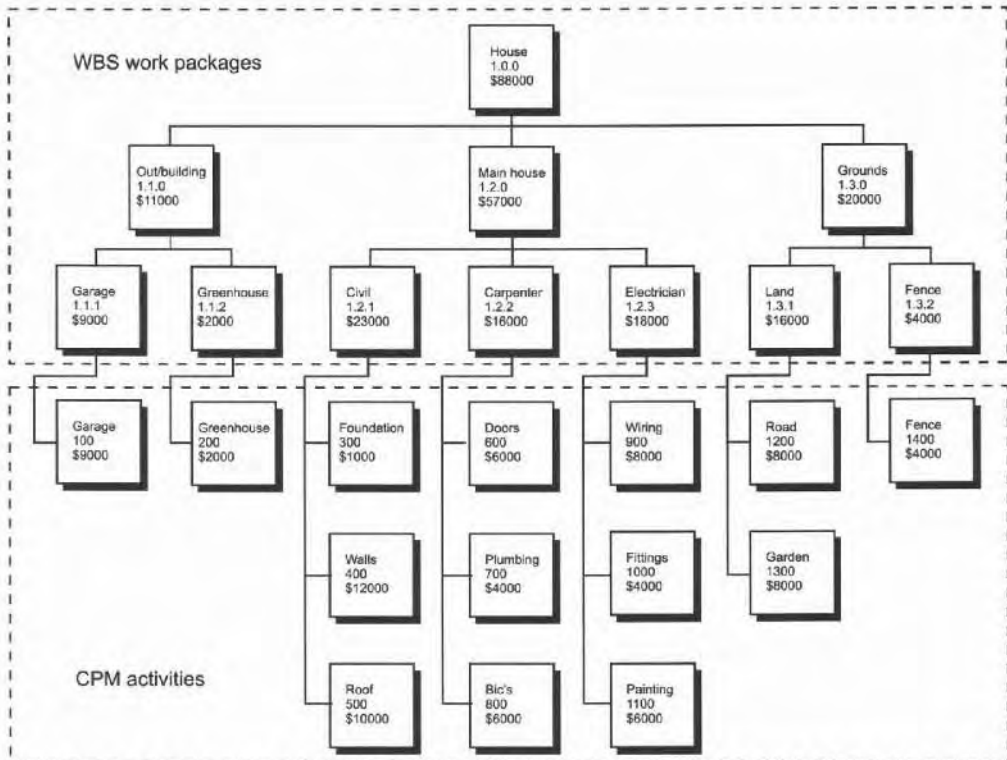 WBS work packages
House
1.0.0
$88000
Out/building
1.1.0
$11000
Main house
1.2.0
$57000
Grounds
1.3.0
$20000
Garage
1.1.1
$9000
Greenhouse
1.1.2
$2000
Civil
1.2.1
$23000
Carpenter
1.2.2
$16000
Electrician
1.2.3
$18000
Land
1.3.1
$16000
Fence
1.3.2
$4000
Garage
100
$9000
Greenhouse
200
$2000
Foundation
300
$1000
Doors
600
$6000
Wiring
900
$8000
Road
1200
$8000
Fence
1400
$4000
Walls
400
$12000
Plumbing
700
$4000
Fittings
1000
$4000
Garden
1300
$8000
CPM activities
Roof
500
$10000
Bic's
800
$6000
Painting
1100
$6000